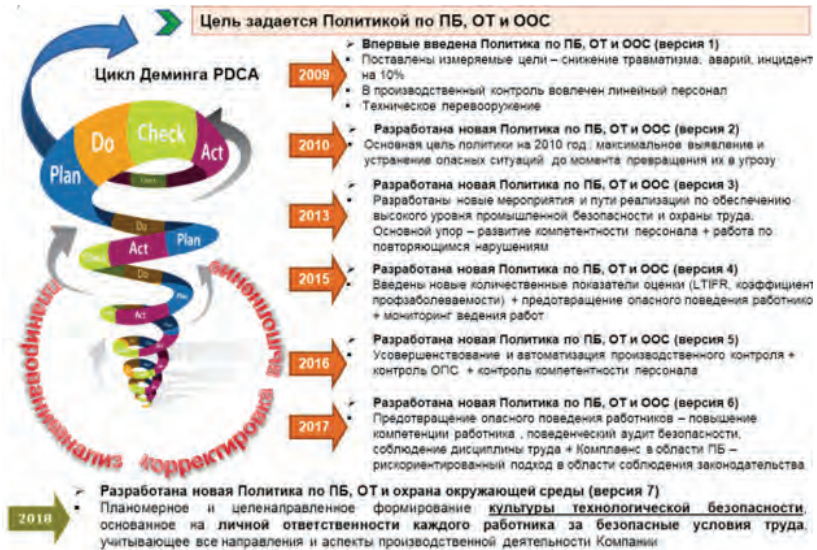 Цель задается Политикой по ПБ, ОТ и ООС
Цикл Деминга PDCA
Plan
Do
Check
Act
Check
Do
Check
Act
Plan
Do
Act
планирование
анализ
корректировка
выполнение
2009
Впервые введена Политика по ПБ, ОТ и ООС (версия 1)
Поставлены измеряемые цели – снижение травматизма, аварий, инцидент
на 10%
В производственный контроль вовлечен линейный персонал
Техническое перевооружение
2010
Разработана новая Политика по ПБ, ОТ и ООС (версия 2)
Основная цель политики на 2010 год: максимальное выявление и
устранение опасных ситуаций до момента превращения их в угрозу
2013
Разработана новая Политика по ПБ, ОТ и ООС (версия 3)
Разработаны новые мероприятия и пути реализации по обеспечению
высокого уровня промышленной безопасности и охраны труда.
Основной упор – развитие компетентности персонала + работа по
повторяющимся нарушениям
2015
Разработана новая Политика по ПБ, ОТ и ООС (версия 4)
Введены новые количественные показатели оценки (LTIFR, коэффициент
профзаболеваемости) + предотвращение опасного поведения работнико
+ мониторинг ведения работ
2016
Разработана новая Политика по ПБ, ОТ и ООС (версия 5)
Усовершенствование и автоматизация производственного контроля +
контроль ОПС + контроль компетентности персонала
2017
Разработана новая Политика по ПБ, ОТ и ООС (версия 6)
Предотвращение опасного поведения работников – повышение
компетенции работника , поведенческий аудит безопасности,
соблюдение дисциплины труда + Комплаенс в области ПБ –
рискориентированный подход в области соблюдения законодательства
2018
Разработана новая Политика по ПБ, ОТ и охрана окружающей среды (версия 7)
Планомерное и целенаправленное формирование культуры технологической безопасности,
основанное на личной ответственности каждого работника за безопасные условия труда,
учитывающее все направления и аспекты производственной деятельности Компании